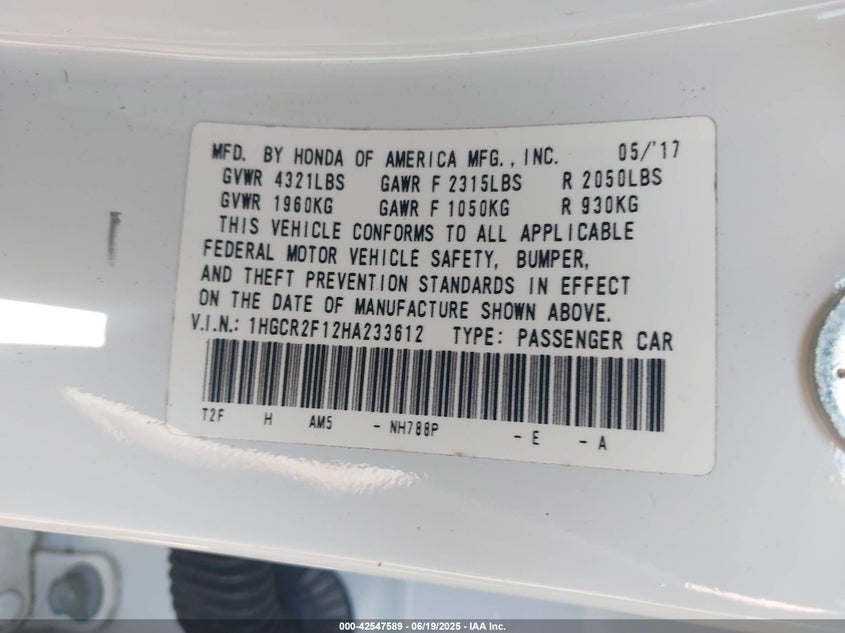 MFD. BY HONDA OF AMERICA MFG., INC. 05/'17
GVWR 4321LBS GAWR F 2315LBS R 2050LBS
GVWR 1960KG GAWR F 1050KG R 930KG
THIS VEHICLE CONFORMS TO ALL APPLICABLE
FEDERAL MOTOR VEHICLE SAFETY, BUMPER,
AND THEFT PREVENTION STANDARDS IN EFFECT
ON THE DATE OF MANUFACTURE SHOWN ABOVE.
V.I.N.: 1HGCR2F12HA233612 TYPE: PASSENGER CAR
T2F H AM5 - NH788P - E - A
000-42547589 - 06/19/2025 - IAA Inc.